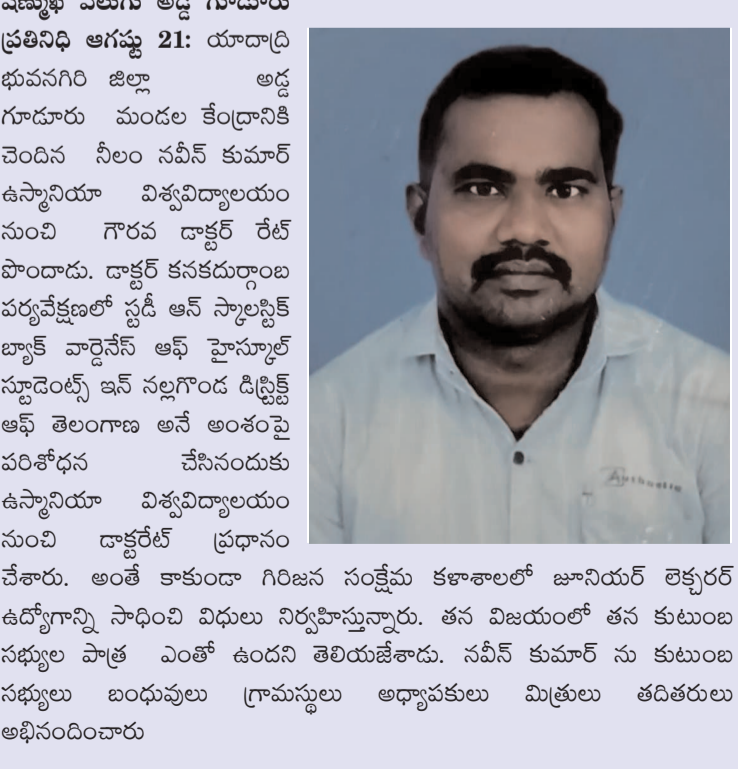 షణ్ముఖ వెలుగు అడ్డ గూడూరు
ప్రతినిధి ఆగష్టు 21: యాదాద్రి
భువనగిరి జిల్లా అడ్డ
గూడూరు మండల కేంద్రానికి
చెందిన నీలం నవీన్ కుమార్
ఉస్మానియా విశ్వవిద్యాలయం
నుంచి గౌరవ డాక్టర్ రేట్
పొందాడు. డాక్టర్ కనకదుర్గాంబ
పర్యవేక్షణలో స్టడీ ఆన్ స్కాలస్టిక్
బ్యాక్ వార్డెనేస్ ఆఫ్ హైస్కూల్
స్టూడెంట్స్ ఇన్ నల్లగొండ డిస్ట్రిక్ట్
ఆఫ్ తెలంగాణ అనే అంశంపై
పరిశోధన చేసినందుకు
ఉస్మానియా విశ్వవిద్యాలయం
నుంచి డాక్టరేట్ ప్రధానం
చేశారు. అంతే కాకుండా గిరిజన సంక్షేమ కళాశాలలో జూనియర్ లెక్చరర్
ఉద్యోగాన్ని సాధించి విధులు నిర్వహిస్తున్నారు. తన విజయంలో తన కుటుంబ
సభ్యుల పాత్ర ఎంతో ఉందని తెలియజేశాడు. నవీన్ కుమార్ ను కుటుంబ
సభ్యులు బంధువులు గ్రామస్థులు అధ్యాపకులు మిత్రులు తదితరులు
అభినందించారు
Authentic